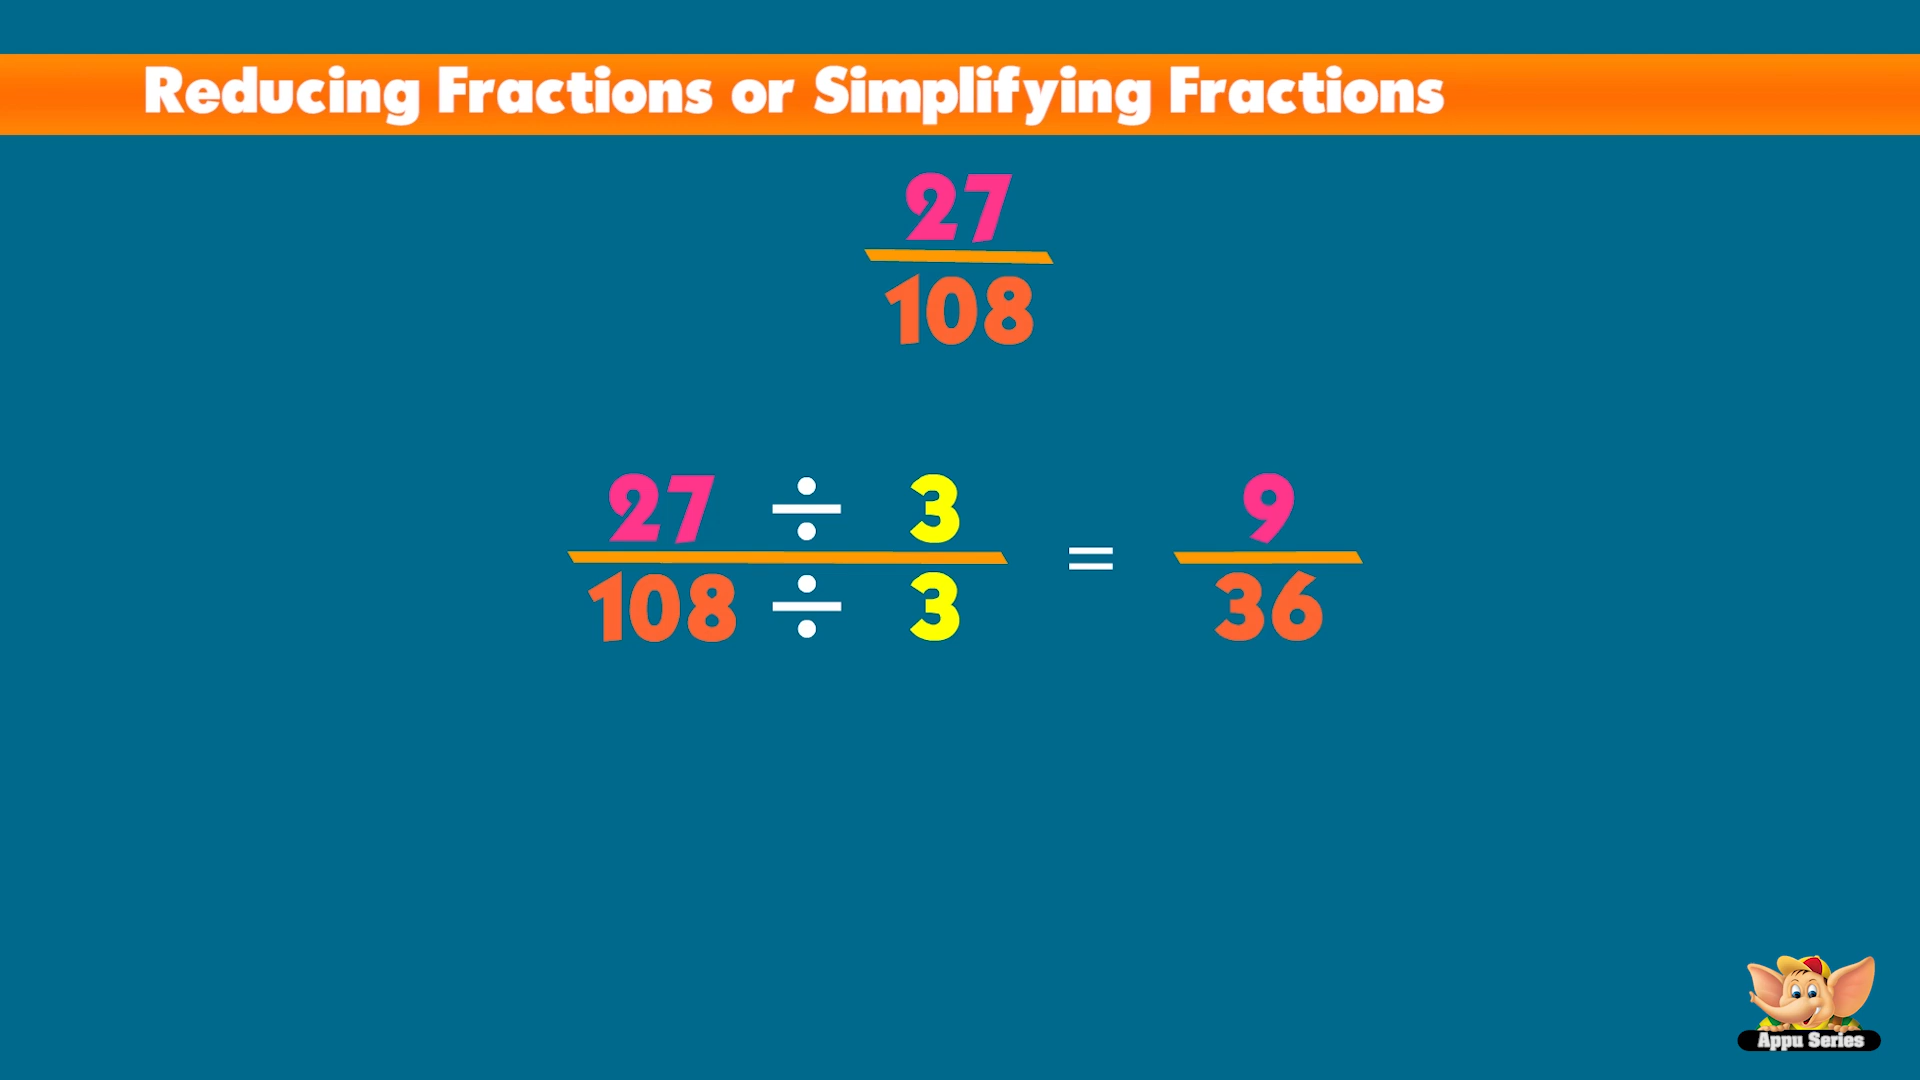 Reducing Fractions or Simplifying Fractions
27
108
27 ÷ 3
108 ÷ 3
=
9
36
Appu Series